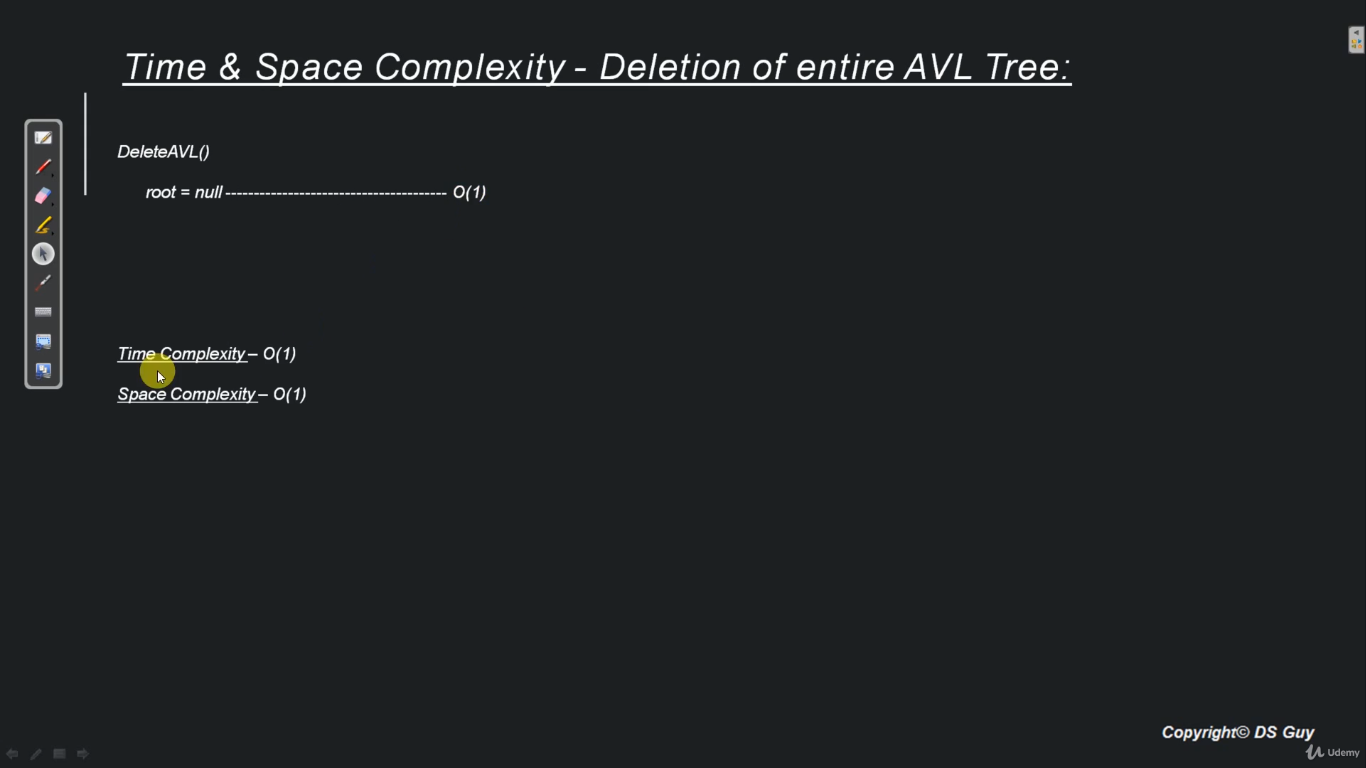 Time & Space Complexity - Deletion of entire AVL Tree:
DeleteAVL()
root = null --------------------------------------- O(1)
Time Complexity – O(1)
Space Complexity – O(1)
Copyright© DS Guy
Udemy